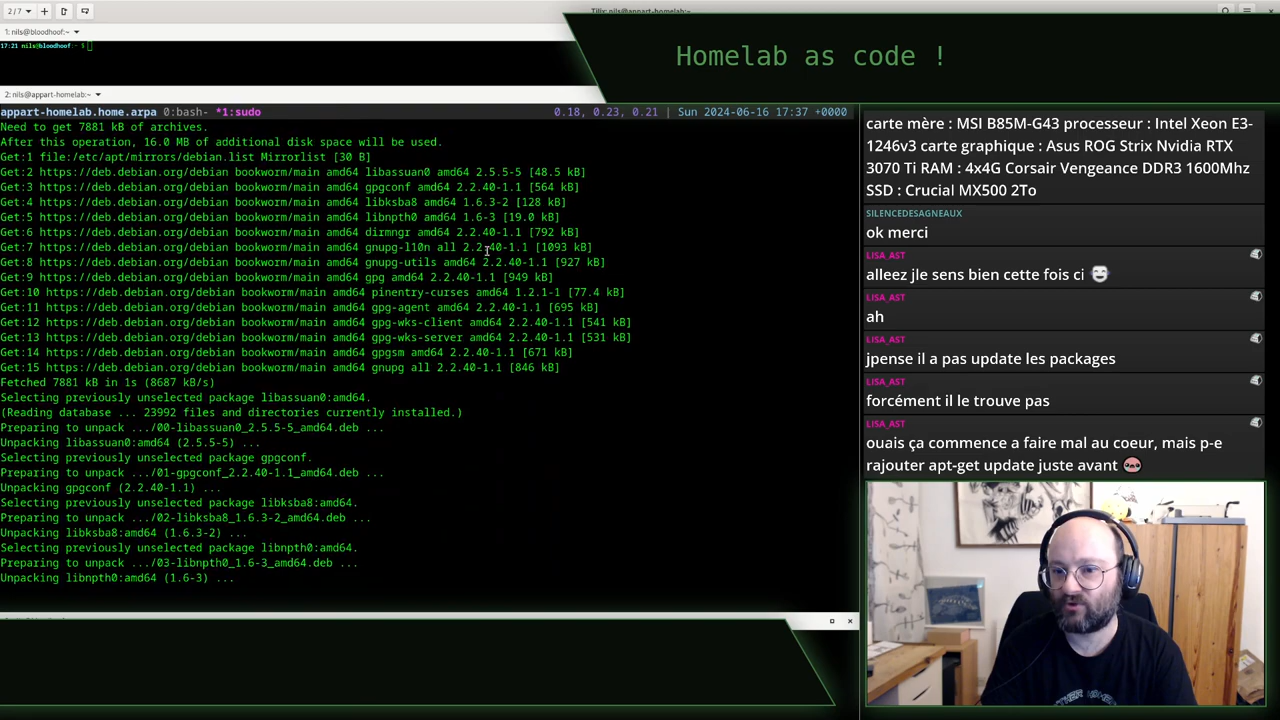 2 / 7
Tilix: nils@appart-homelab:~
1: nils@bloodhoof:~
17:21 nils@bloodhoof:~ $
Homelab as code !
2: nils@appart-homelab:~
appart-homelab.home.arpa 0:bash- *1:sudo 0.18, 0.23, 0.21 | Sun 2024-06-16 17:37 +0000
Need to get 7881 kB of archives.
After this operation, 16.0 MB of additional disk space will be used.
Get:1 file:/etc/apt/mirrors/debian.list Mirrorlist [30 B]
Get:2 https://deb.debian.org/debian bookworm/main amd64 libassuan0 amd64 2.5.5-5 [48.5 kB]
Get:3 https://deb.debian.org/debian bookworm/main amd64 gpgconf amd64 2.2.40-1.1 [564 kB]
Get:4 https://deb.debian.org/debian bookworm/main amd64 libksba8 amd64 1.6.3-2 [128 kB]
Get:5 https://deb.debian.org/debian bookworm/main amd64 libnpth0 amd64 1.6-3 [19.0 kB]
Get:6 https://deb.debian.org/debian bookworm/main amd64 dirmngr amd64 2.2.40-1.1 [792 kB]
Get:7 https://deb.debian.org/debian bookworm/main amd64 gnupg-l10n all 2.2.40-1.1 [1093 kB]
Get:8 https://deb.debian.org/debian bookworm/main amd64 gnupg-utils amd64 2.2.40-1.1 [927 kB]
Get:9 https://deb.debian.org/debian bookworm/main amd64 gpg amd64 2.2.40-1.1 [949 kB]
Get:10 https://deb.debian.org/debian bookworm/main amd64 pinentry-curses amd64 1.2.1-1 [77.4 kB]
Get:11 https://deb.debian.org/debian bookworm/main amd64 gpg-agent amd64 2.2.40-1.1 [695 kB]
Get:12 https://deb.debian.org/debian bookworm/main amd64 gpg-wks-client amd64 2.2.40-1.1 [541 kB]
Get:13 https://deb.debian.org/debian bookworm/main amd64 gpg-wks-server amd64 2.2.40-1.1 [531 kB]
Get:14 https://deb.debian.org/debian bookworm/main amd64 gpgsm amd64 2.2.40-1.1 [671 kB]
Get:15 https://deb.debian.org/debian bookworm/main amd64 gnupg all 2.2.40-1.1 [846 kB]
Fetched 7881 kB in 1s (8687 kB/s)
Selecting previously unselected package libassuan0:amd64.
(Reading database ... 23992 files and directories currently installed.)
Preparing to unpack .../00-libassuan0_2.5.5-5_amd64.deb ...
Unpacking libassuan0:amd64 (2.5.5-5) ...
Selecting previously unselected package gpgconf.
Preparing to unpack .../01-gpgconf_2.2.40-1.1_amd64.deb ...
Unpacking gpgconf (2.2.40-1.1) ...
Selecting previously unselected package libksba8:amd64.
Preparing to unpack .../02-libksba8_1.6.3-2_amd64.deb ...
Unpacking libksba8:amd64 (1.6.3-2) ...
Selecting previously unselected package libnpth0:amd64.
Preparing to unpack .../03-libnpth0_1.6-3_amd64.deb ...
Unpacking libnpth0:amd64 (1.6-3) ...
carte mère : MSI B85M-G43 processeur : Intel Xeon E3-
1246v3 carte graphique : Asus ROG Strix Nvidia RTX
3070 Ti RAM : 4x4G Corsair Vengeance DDR3 1600Mhz
SSD : Crucial MX500 2To
SILENCEDESAGNEAUX
ok merci
LISA_AST
alleez jle sens bien cette fois ci
LISA_AST
ah
LISA_AST
jpense il a pas update les packages
LISA_AST
forcément il le trouve pas
LISA_AST
ouais ça commence a faire mal au coeur, mais p-e
rajouter apt-get update juste avant